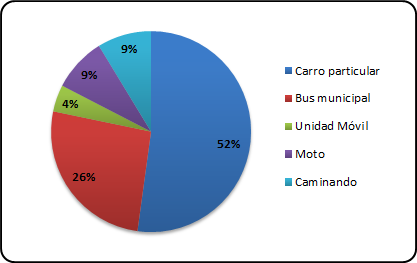 9%
9%
4%
52%
26%
Carro particular
Bus municipal
Unidad Móvil
Moto
Caminando